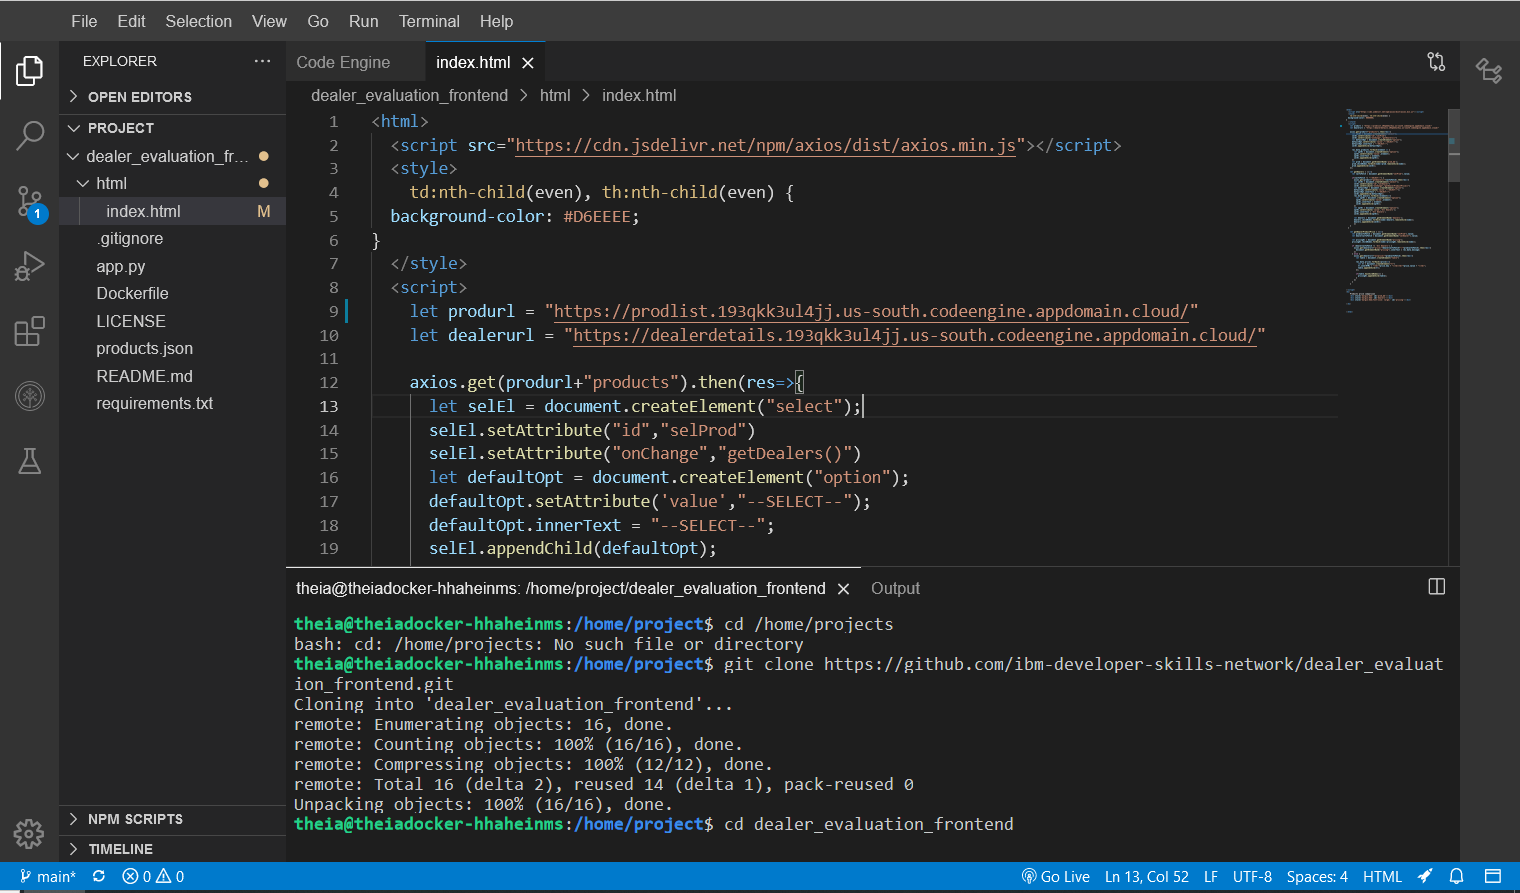 File Edit Selection View Go Run Terminal Help
EXPLORER ...
OPEN EDITORS
PROJECT
dealer_evaluation_fr...
html
index.html M
.gitignore
app.py
Dockerfile
LICENSE
products.json
README.md
requirements.txt
NPM SCRIPTS
TIMELINE
1
Code Engine index.html
dealer_evaluation_frontend > html > index.html
1 <html>
2 <script src="https://cdn.jsdelivr.net/npm/axios/dist/axios.min.js"></script>
3 <style>
4 td:nth-child(even), th:nth-child(even) {
5 background-color: #D6EEEE;
6 }
7 </style>
8 <script>
9 let produrl = "https://prodlist.193qkk3ul4jj.us-south.codeengine.appdomain.cloud/"
10 let dealerurl = "https://dealerdetails.193qkk3ul4jj.us-south.codeengine.appdomain.cloud/"
11
12 axios.get(produrl+"products").then(res=>{
13 let selEl = document.createElement("select");
14 selEl.setAttribute("id","selProd")
15 selEl.setAttribute("onChange","getDealers()")
16 let defaultOpt = document.createElement("option");
17 defaultOpt.setAttribute('value',"--SELECT--");
18 defaultOpt.innerText = "--SELECT--";
19 selEl.appendChild(defaultOpt);
theia@theiadocker-hhaheinms: /home/project/dealer_evaluation_frontend Output
theia@theiadocker-hhaheinms:/home/project$ cd /home/projects
bash: cd: /home/projects: No such file or directory
theia@theiadocker-hhaheinms:/home/project$ git clone https://github.com/ibm-developer-skills-network/dealer_evaluat
ion_frontend.git
Cloning into 'dealer_evaluation_frontend'...
remote: Enumerating objects: 16, done.
remote: Counting objects: 100% (16/16), done.
remote: Compressing objects: 100% (12/12), done.
remote: Total 16 (delta 2), reused 14 (delta 1), pack-reused 0
Unpacking objects: 100% (16/16), done.
theia@theiadocker-hhaheinms:/home/project$ cd dealer_evaluation_frontend
main* 0 0 Go Live Ln 13, Col 52 LF UTF-8 Spaces: 4 HTML